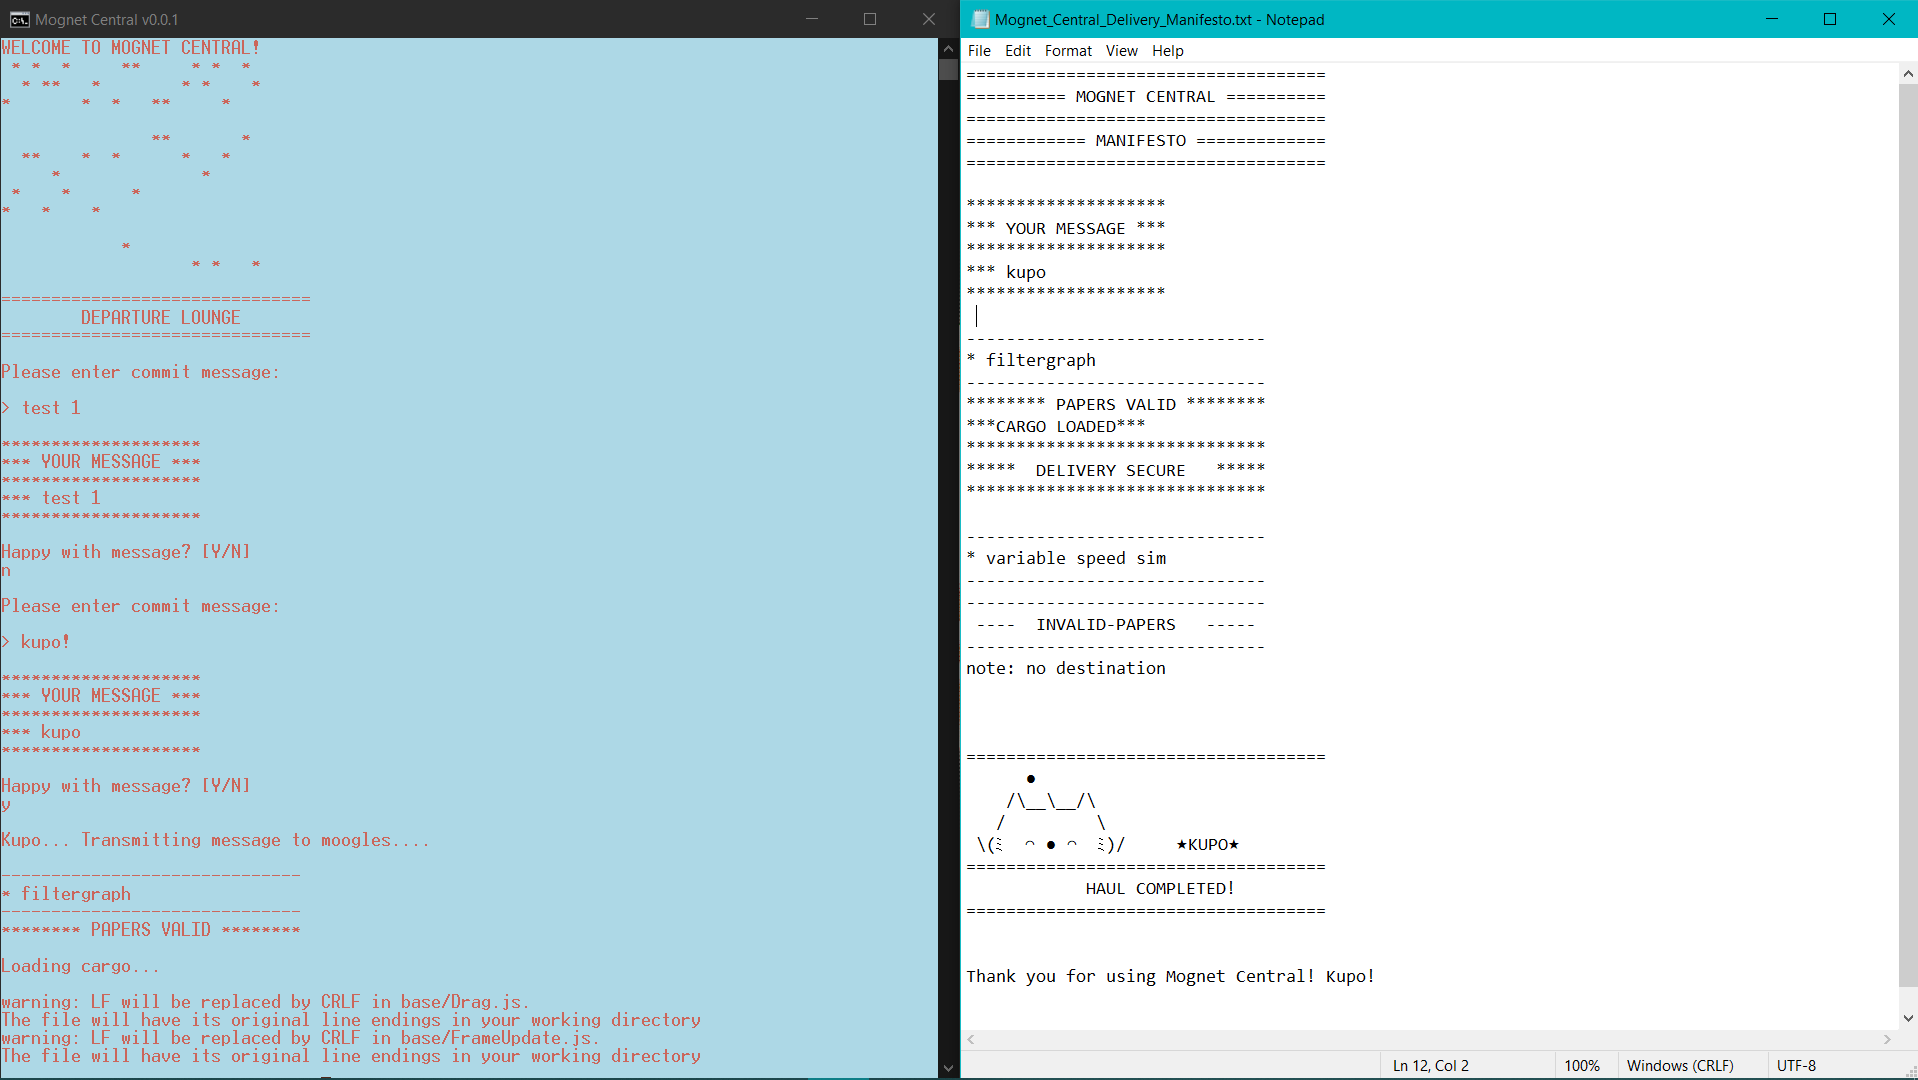 Mognet Central v0.0.1
WELCOME TO MOGNET CENTRAL!
* *  *     **     * *  *
* **   *        * *    *
*       *  *   **     *
**       *
**    *  *      *   *
*              *
*    *      *
*   *    *
*
* *   *
===============================
DEPARTURE LOUNGE
===============================
Please enter commit message:
> test 1
********************
*** YOUR MESSAGE ***
********************
*** test 1
********************
Happy with message? [Y/N]
n
Please enter commit message:
> kupo!
********************
*** YOUR MESSAGE ***
********************
*** kupo
********************
Happy with message? [Y/N]
y
Kupo... Transmitting message to moogles....
------------------------------
* filtergraph
------------------------------
******** PAPERS VALID ********
Loading cargo...
warning: LF will be replaced by CRLF in base/Drag.js.
The file will have its original line endings in your working directory
warning: LF will be replaced by CRLF in base/FrameUpdate.js.
The file will have its original line endings in your working directory
Mognet_Central_Delivery_Manifesto.txt - Notepad
File Edit Format View Help
====================================
========== MOGNET CENTRAL ==========
====================================
============ MANIFESTO =============
====================================
********************
*** YOUR MESSAGE ***
********************
*** kupo
********************
------------------------------
* filtergraph
------------------------------
******** PAPERS VALID ********
***CARGO LOADED***
******************************
*****  DELIVERY SECURE   *****
******************************
------------------------------
* variable speed sim
------------------------------
------------------------------
----  INVALID-PAPERS   -----
------------------------------
note: no destination
====================================
●
/\__\__/\
/         \
\(ﾐ  ⌒ ● ⌒  ﾐ)/     ★KUPO★
====================================
HAUL COMPLETED!
====================================
Thank you for using Mognet Central! Kupo!
Ln 12, Col 2
100%
Windows (CRLF)
UTF-8